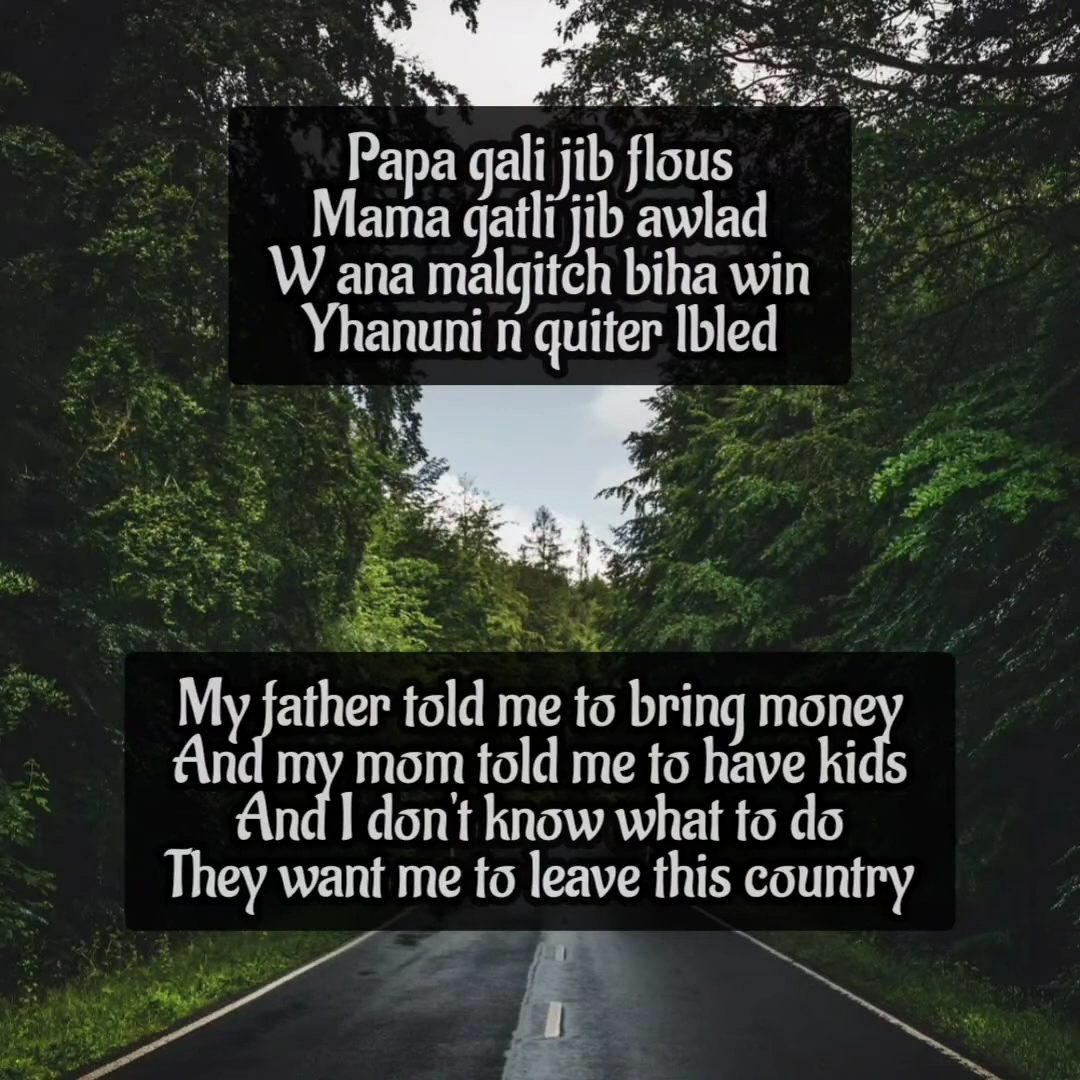 Papa gali jib flous
Mama gatli jib awlad
W ana malgitch biha win
Yhanuni n quiter lbled
My father told me to bring money
And my mom told me to have kids
And I don't know what to do
They want me to leave this country